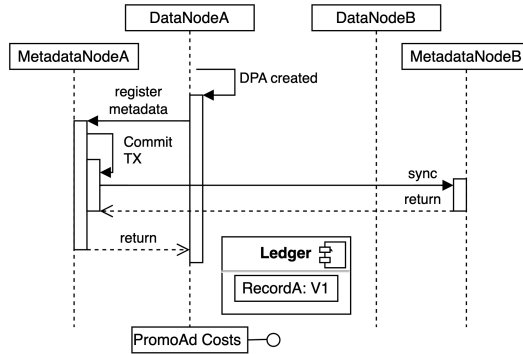 DataNodeA
DataNodeB
MetadataNodeA
MetadataNodeB
DPA created
register
metadata
Commit
TX
sync
return
return
Ledger
RecordA: V1
PromoAd Costs